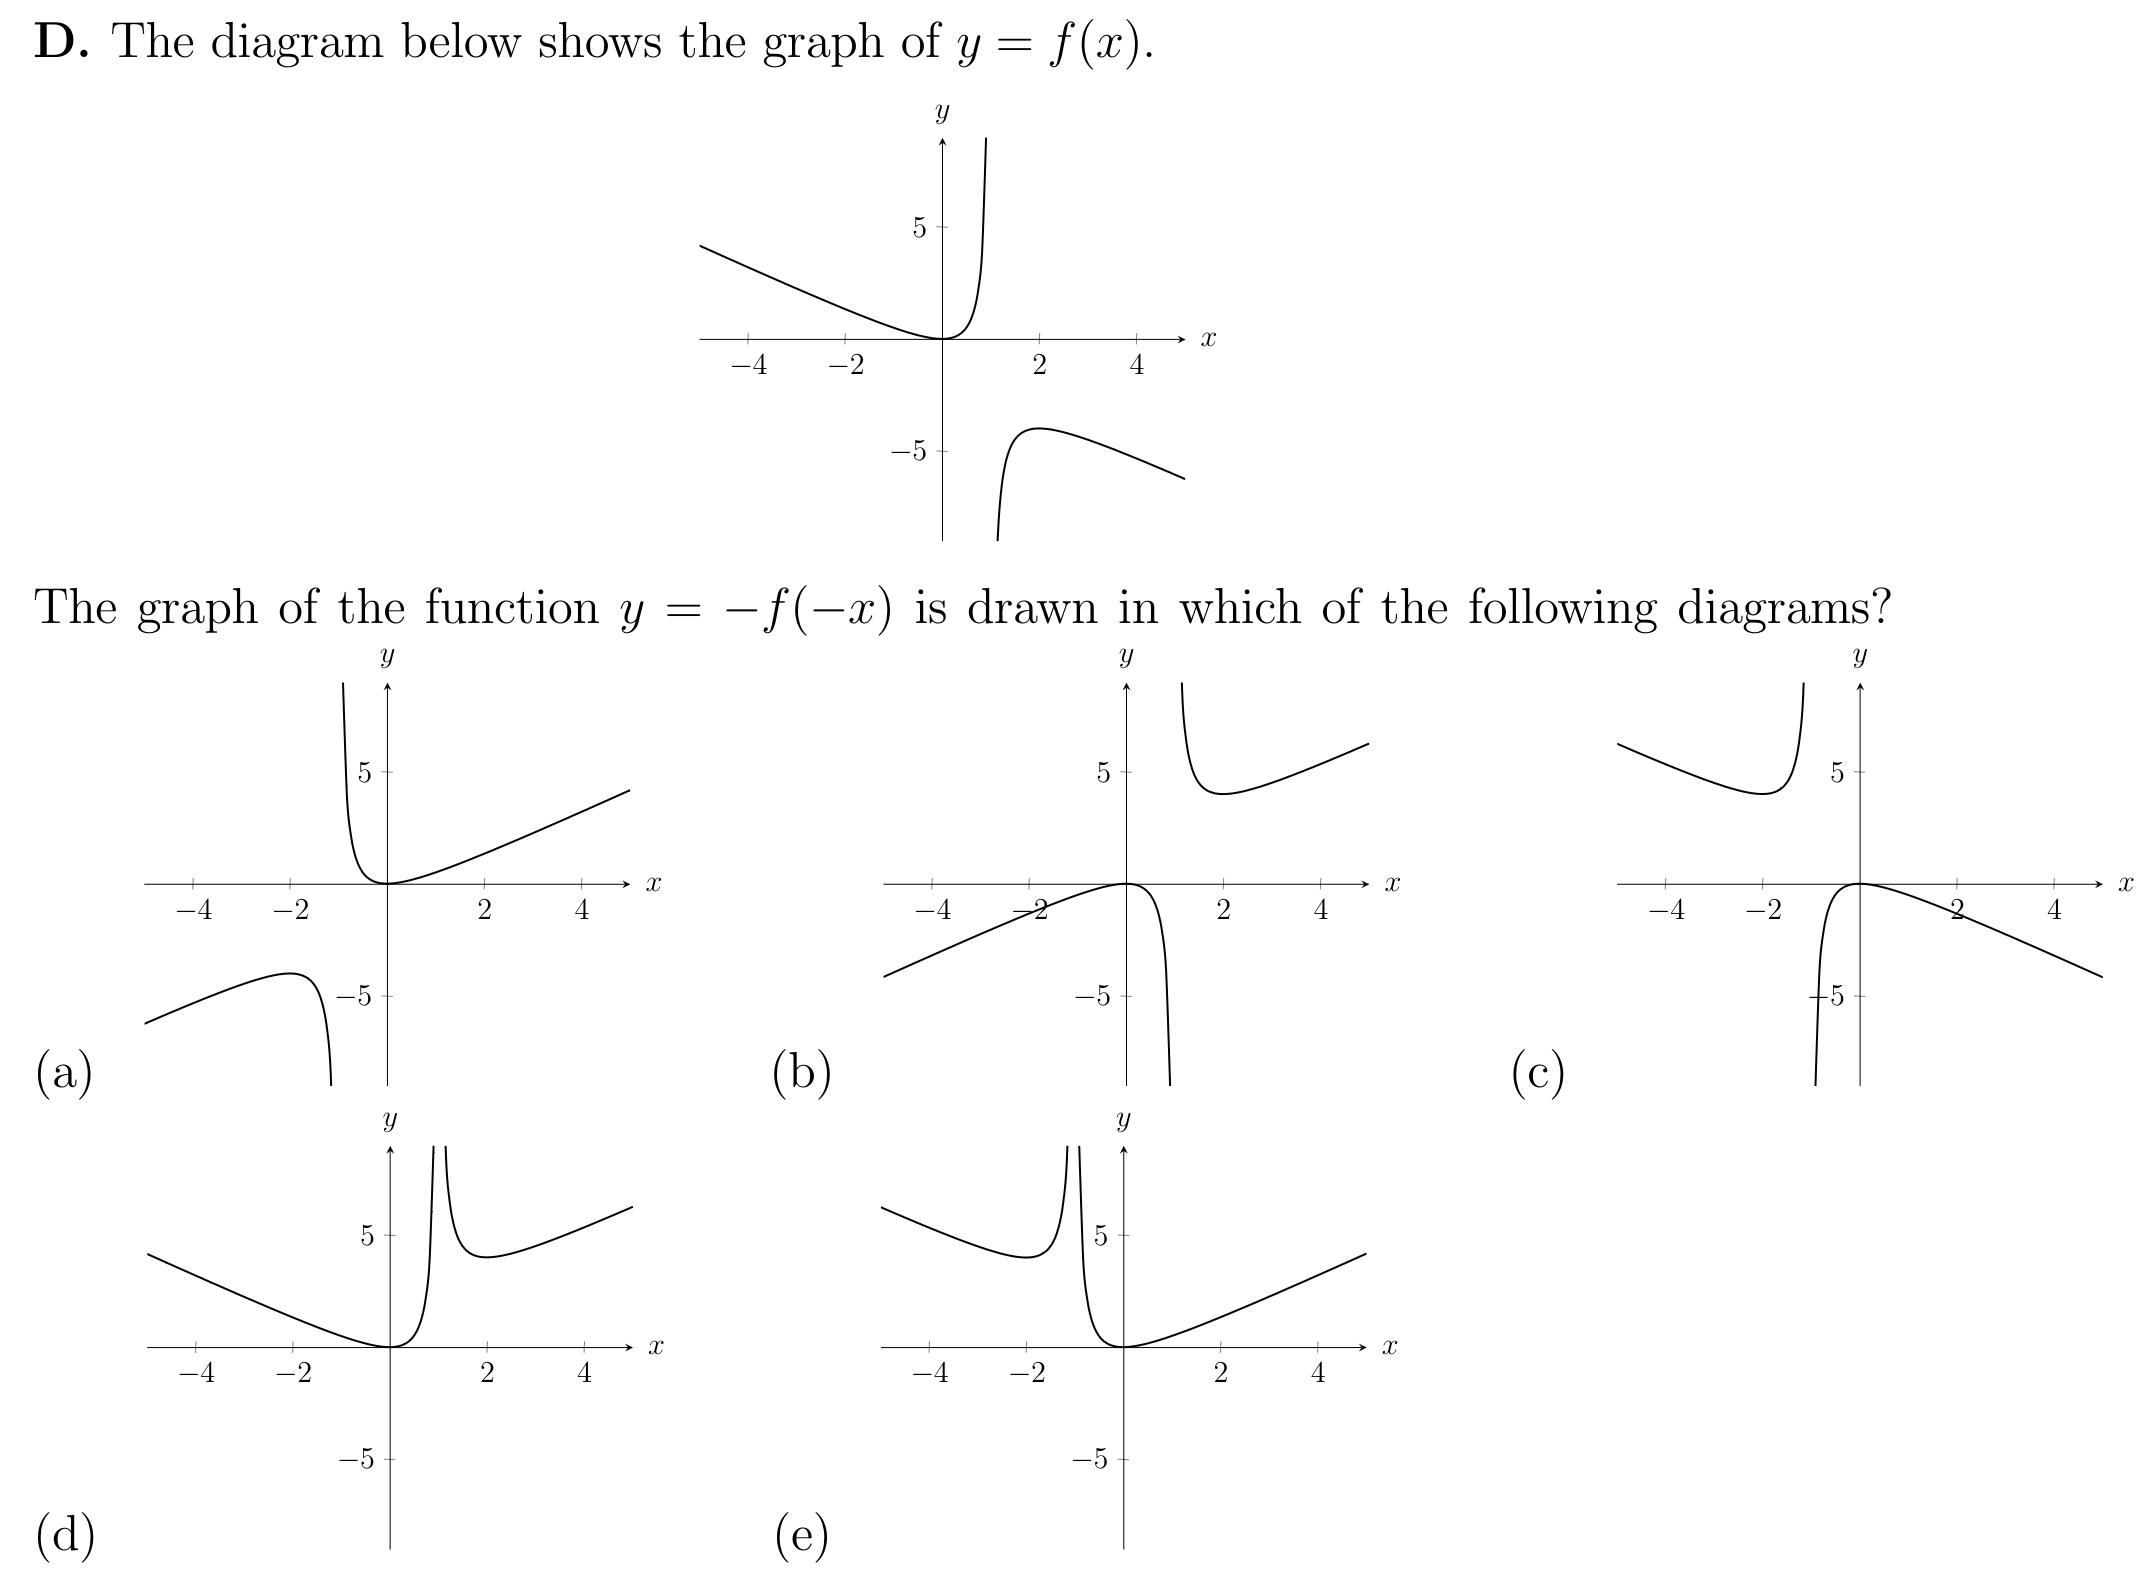 D. The diagram below shows the graph of y = f(x).
y
5
x
−4 −2 2 4
−5
The graph of the function y = −f(−x) is drawn in which of the following diagrams?
y y y
5 5 5
x x x
−4 −2 2 4 −4 −2 2 4 −4 −2 2 4
−5 −5 −5
(a) (b) (c)
y y
5 5
x x
−4 −2 2 4 −4 −2 2 4
−5 −5
(d) (e)